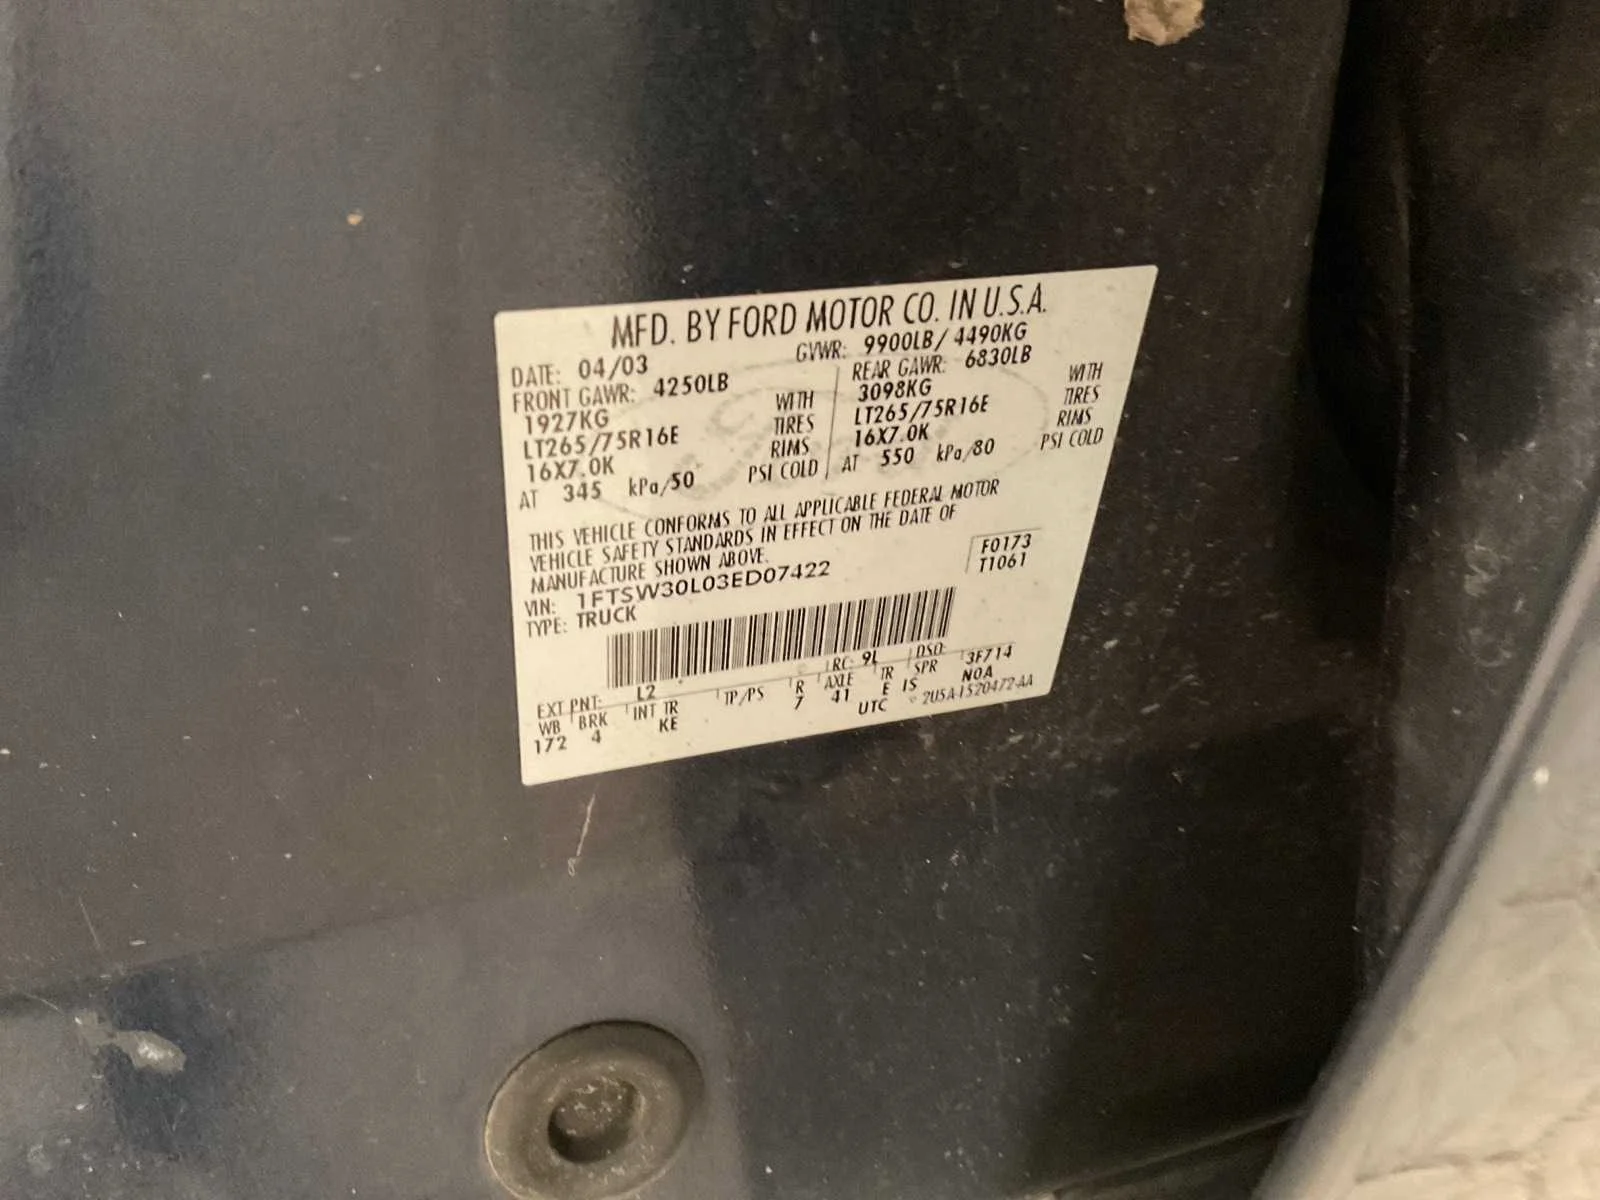 MFD. BY FORD MOTOR CO. IN U.S.A.
DATE: 04/03 GVWR: 9900LB/ 4490KG
FRONT GAWR: 4250LB REAR GAWR: 6830LB
1927KG WITH 3098KG WITH
LT265/75R16E TIRES LT265/75R16E TIRES
16X7.0K RIMS 16X7.0K RIMS
AT 345 kPa/50 PSI COLD AT 550 kPa/80 PSI COLD
THIS VEHICLE CONFORMS TO ALL APPLICABLE FEDERAL MOTOR
VEHICLE SAFETY STANDARDS IN EFFECT ON THE DATE OF
MANUFACTURE SHOWN ABOVE.
F0173
VIN: 1FTSW30L03ED07422 T1061
TYPE: TRUCK
EXT PNT: L2 RC: 9L DSO: 3F714
WB BRK INT TR TP/PS R AXLE TR SPR N0A
172 4 KE 7 41 E IS
UTC 2U5A-1520472-AA